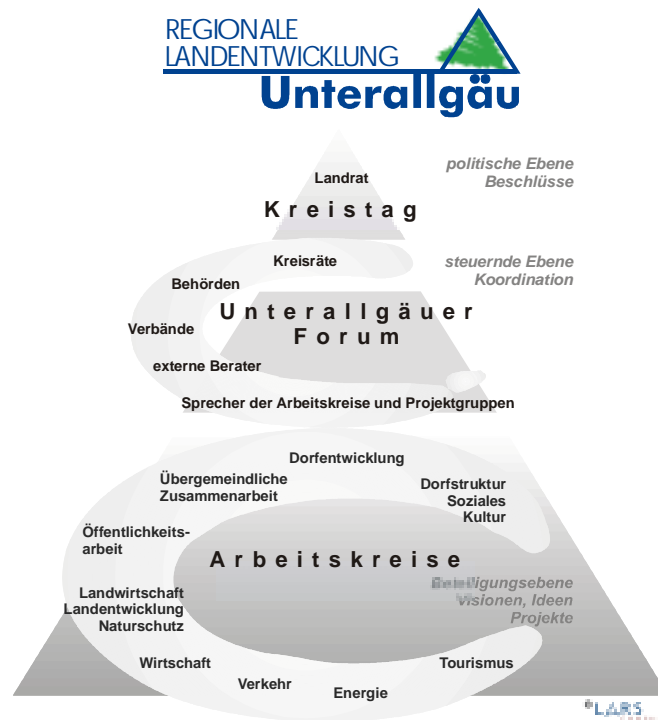 REGIONALE
LANDENTWICKLUNG
Unterallgäu
politische Ebene
Beschlüsse
Landrat
Kreistag
Kreisräte
steuernde Ebene
Koordination
Behörden
Unterallgäuer
Forum
Verbände
externe Berater
Sprecher der Arbeitskreise und Projektgruppen
Dorfentwicklung
Übergemeindliche
Zusammenarbeit
Dorfstruktur
Soziales
Kultur
Öffentlichkeits-
arbeit
Arbeitskreise
Beteiligungsebene
Visionen, Ideen
Projekte
Landwirtschaft
Landentwicklung
Naturschutz
Wirtschaft
Tourismus
Verkehr
Energie
LARS